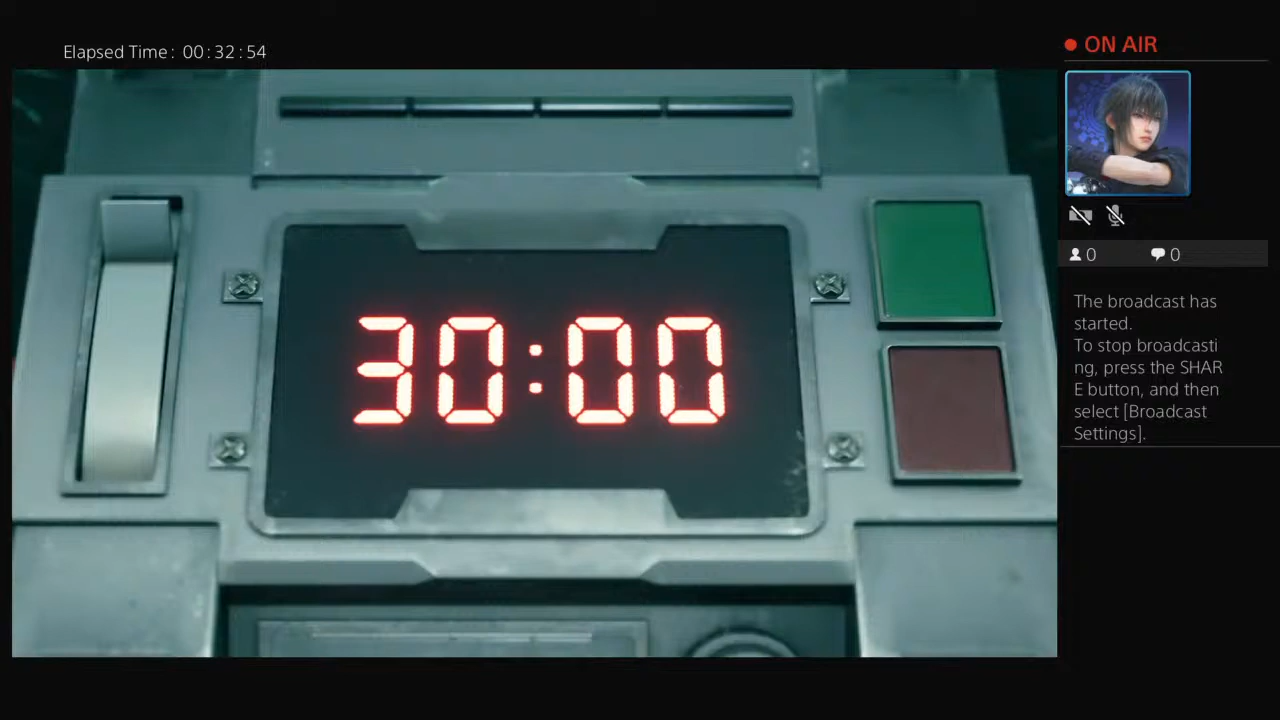 Elapsed Time: 00:32:54
ON AIR
30:00
0
0
The broadcast has
started.
To stop broadcasti
ng, press the SHAR
E button, and then
select [Broadcast
Settings].